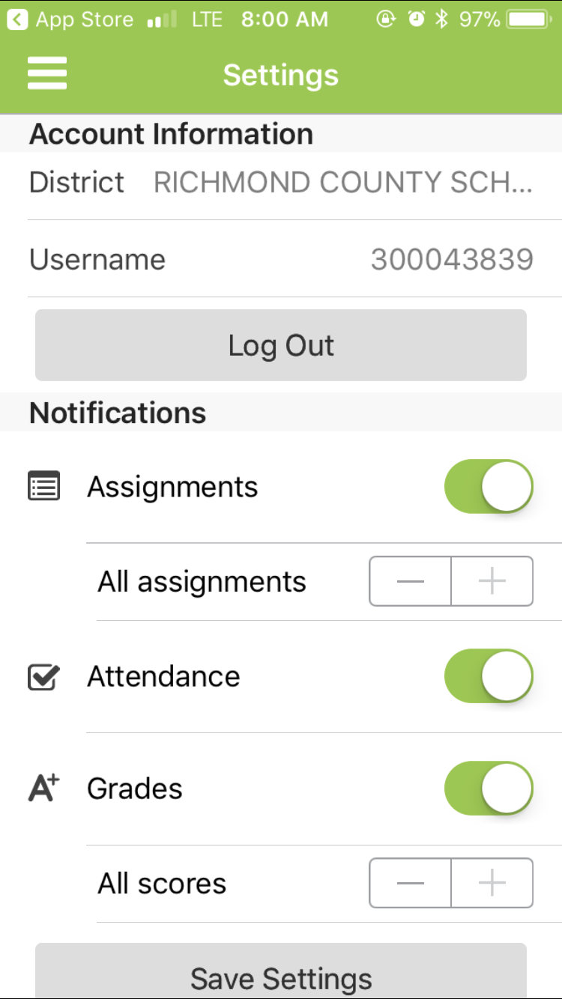 App Store LTE 8:00 AM 97%
Settings
Account Information
District RICHMOND COUNTY SCH...
Username 300043839
Log Out
Notifications
Assignments
All assignments
Attendance
A+ Grades
All scores
Save Settings